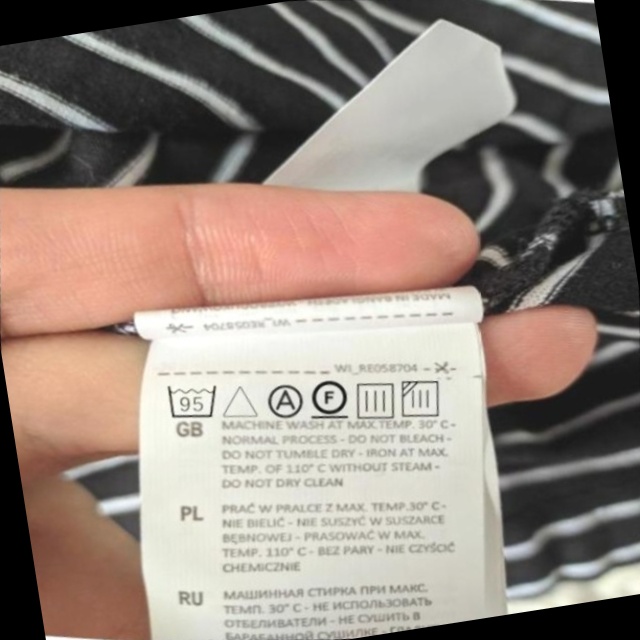 WI_RE058704
WI_RE058704
95 A F
GB MACHINE WASH AT MAX.TEMP. 30° C -
NORMAL PROCESS - DO NOT BLEACH -
DO NOT TUMBLE DRY - IRON AT MAX.
TEMP. OF 110° C WITHOUT STEAM -
DO NOT DRY CLEAN
PL PRAĆ W PRALCE Z MAX. TEMP.30° C -
NIE BIELIĆ - NIE SUSZYĆ W SUSZARCE
BĘBNOWEJ - PRASOWAĆ W MAX.
TEMP. 110° C - BEZ PARY - NIE CZYŚCIĆ
CHEMICZNIE
RU МАШИННАЯ СТИРКА ПРИ МАКС.
ТЕМП. 30° C - НЕ ИСПОЛЬЗОВАТЬ
ОТБЕЛИВАТЕЛИ - НЕ СУШИТЬ В
БАРАБАННОЙ СУШИЛКЕ -